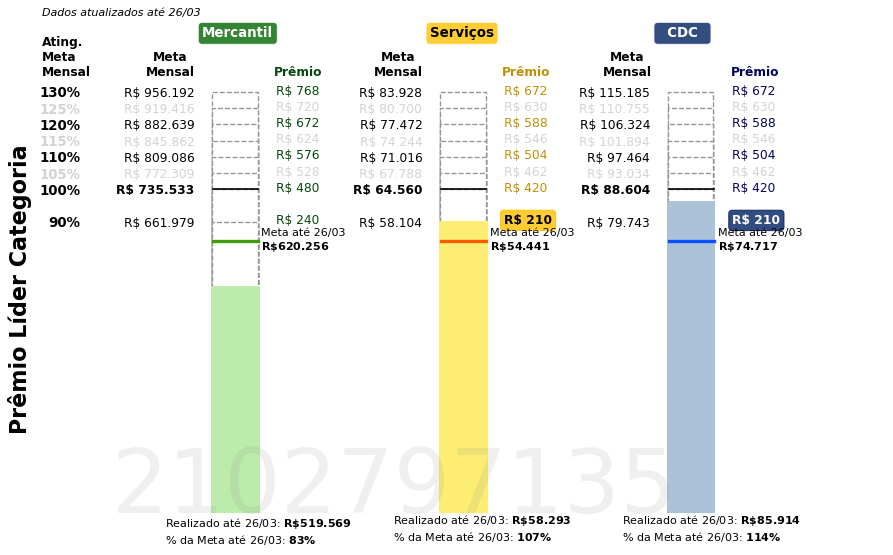 Dados atualizados até 26/03
Mercantil
Serviços
CDC
Ating. Meta Mensal
Meta Mensal
Prêmio
Meta Mensal
Prêmio
Meta Mensal
Prêmio
130% R$ 956.192 R$ 768 R$ 83.928 R$ 672 R$ 115.185 R$ 672
125% R$ 919.416 R$ 720 R$ 80.700 R$ 630 R$ 110.755 R$ 630
120% R$ 882.639 R$ 672 R$ 77.472 R$ 588 R$ 106.324 R$ 588
115% R$ 845.862 R$ 624 R$ 74.244 R$ 546 R$ 101.894 R$ 546
110% R$ 809.086 R$ 576 R$ 71.016 R$ 504 R$ 97.464 R$ 504
105% R$ 772.309 R$ 528 R$ 67.788 R$ 462 R$ 93.034 R$ 462
100% R$ 735.533 R$ 480 R$ 64.560 R$ 420 R$ 88.604 R$ 420
90% R$ 661.979 R$ 240 R$ 58.104 R$ 210 R$ 79.743 R$ 210
Meta até 26/03
R$620.256
Meta até 26/03
R$54.441
Meta até 26/03
R$74.717
Prêmio Líder Categoria
2102797135
Realizado até 26/03: R$519.569
% da Meta até 26/03: 83%
Realizado até 26/03: R$58.293
% da Meta até 26/03: 107%
Realizado até 26/03: R$85.914
% da Meta até 26/03: 114%